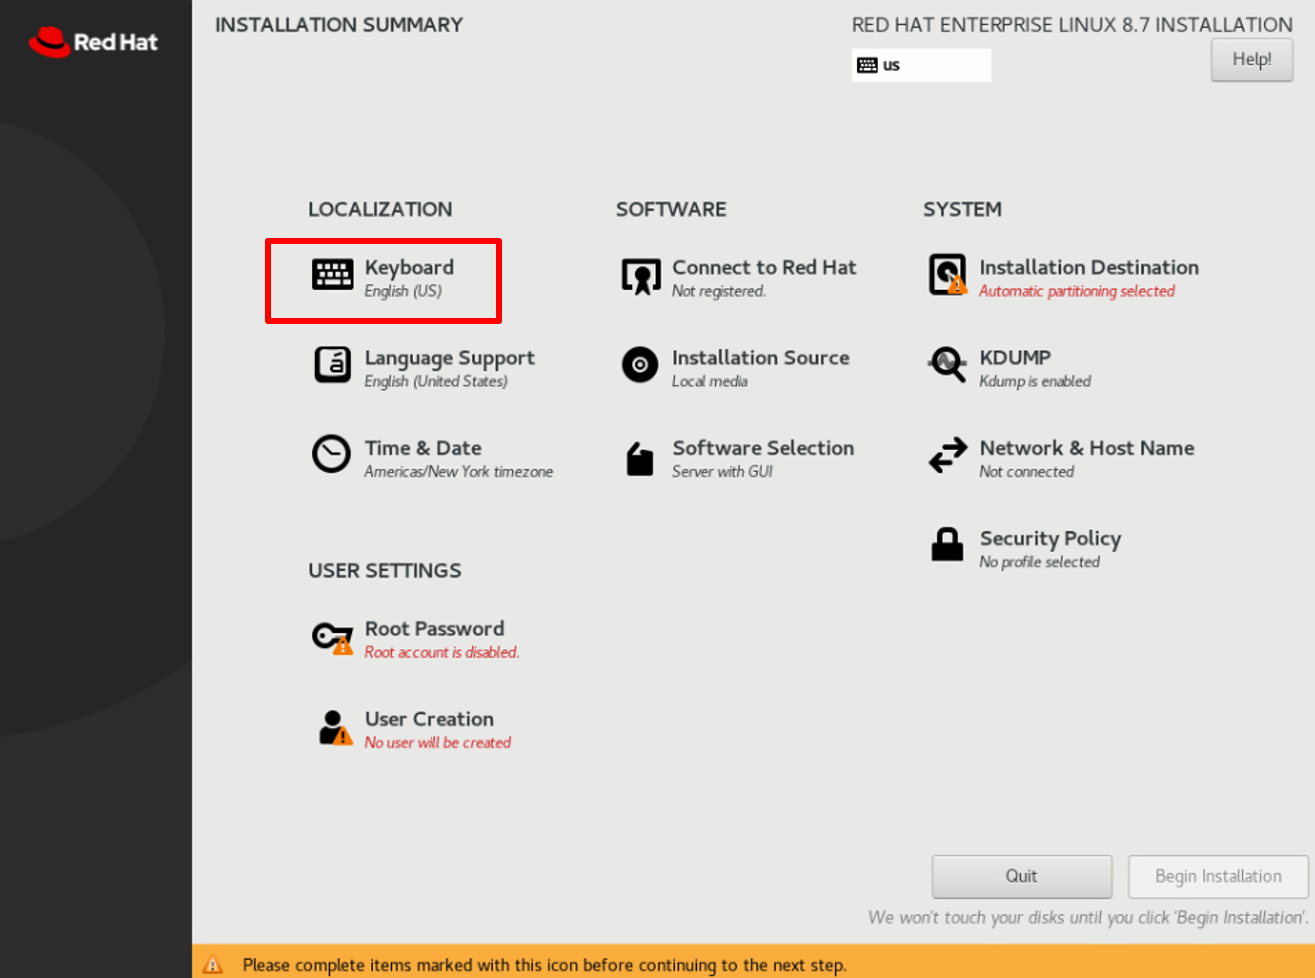 Red Hat
INSTALLATION SUMMARY
RED HAT ENTERPRISE LINUX 8.7 INSTALLATION
us
Help!
LOCALIZATION
Keyboard
English (US)
Language Support
English (United States)
Time & Date
Americas/New York timezone
SOFTWARE
Connect to Red Hat
Not registered.
Installation Source
Local media
Software Selection
Server with GUI
SYSTEM
Installation Destination
Automatic partitioning selected
KDUMP
Kdump is enabled
Network & Host Name
Not connected
Security Policy
No profile selected
USER SETTINGS
Root Password
Root account is disabled.
User Creation
No user will be created
Quit
Begin Installation
We won't touch your disks until you click 'Begin Installation'.
Please complete items marked with this icon before continuing to the next step.